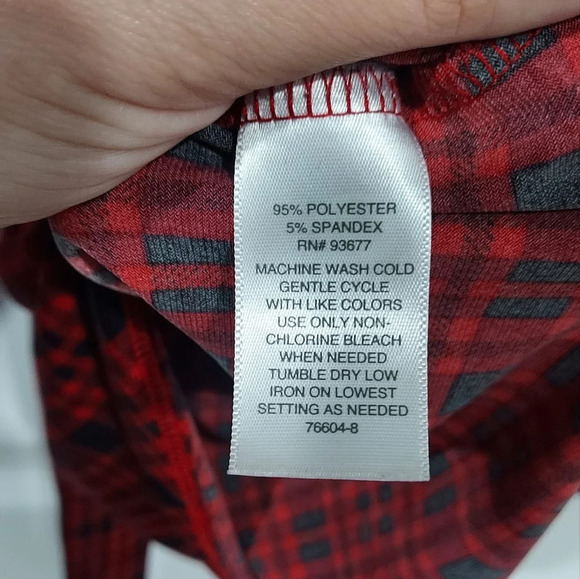 95% POLYESTER
5% SPANDEX
RN# 93677
MACHINE WASH COLD
GENTLE CYCLE
WITH LIKE COLORS
USE ONLY NON-
CHLORINE BLEACH
WHEN NEEDED
TUMBLE DRY LOW
IRON ON LOWEST
SETTING AS NEEDED
76604-8